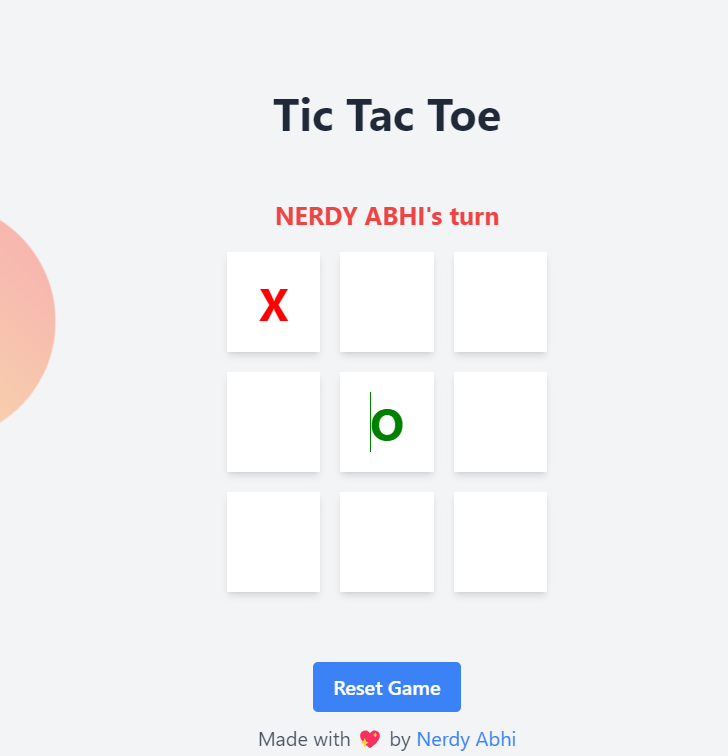 Tic Tac Toe
NERDY ABHI's turn
X
O
Reset Game
Made with 💖 by Nerdy Abhi